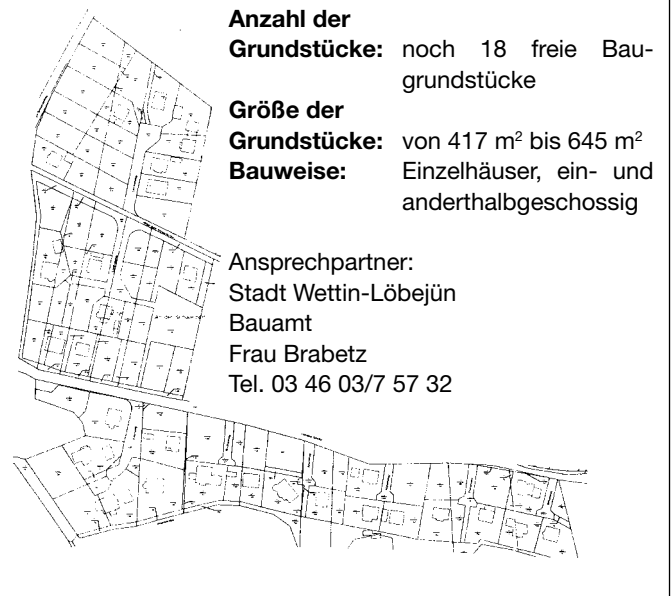 Anzahl der
Grundstücke: noch 18 freie Bau-
grundstücke
Größe der
Grundstücke: von 417 m² bis 645 m²
Bauweise: Einzelhäuser, ein- und
anderthalbgeschossig
Ansprechpartner:
Stadt Wettin-Löbejün
Bauamt
Frau Brabetz
Tel. 03 46 03/7 57 32